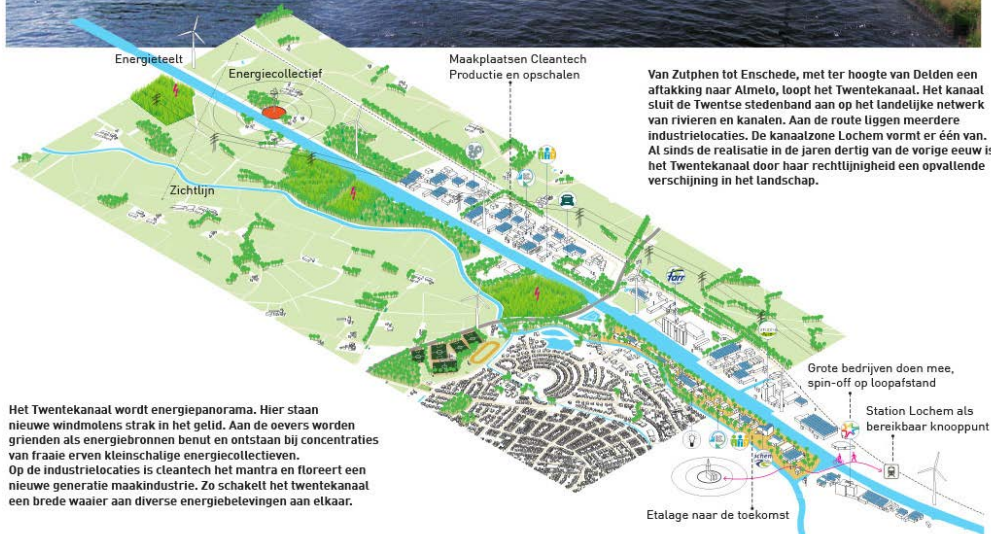 Energieteelt
Energiecollectief
Maakplaatsen Cleantech
Productie en opschalen
Van Zutphen tot Enschede, met ter hoogte van Delden een
aftakking naar Almelo, loopt het Twentekanaal. Het kanaal
sluit de Twentse stedenband aan op het landelijke netwerk
van rivieren en kanalen. Aan de route liggen meerdere
industrielocaties. De kanaalzone Lochem vormt er één van.
Al sinds de realisatie in de jaren dertig van de vorige eeuw is
het Twentekanaal door haar rechtlijnigheid een opvallende
verschijning in het landschap.
Zichtlijn
forr
Grote bedrijven doen mee,
spin-off op loopafstand
Station Lochem als
bereikbaar knooppunt
Het Twentekanaal wordt energiepanorama. Hier staan
nieuwe windmolens strak in het gelid. Aan de oevers worden
grienden als energiebronnen benut en ontstaan bij concentraties
van fraaie erven kleinschalige energiecollectieven.
Op de industrielocaties is cleantech het mantra en floreert een
nieuwe generatie maakindustrie. Zo schakelt het twentekanaal
een brede waaier aan diverse energiebelevingen aan elkaar.
Etalage naar de toekomst